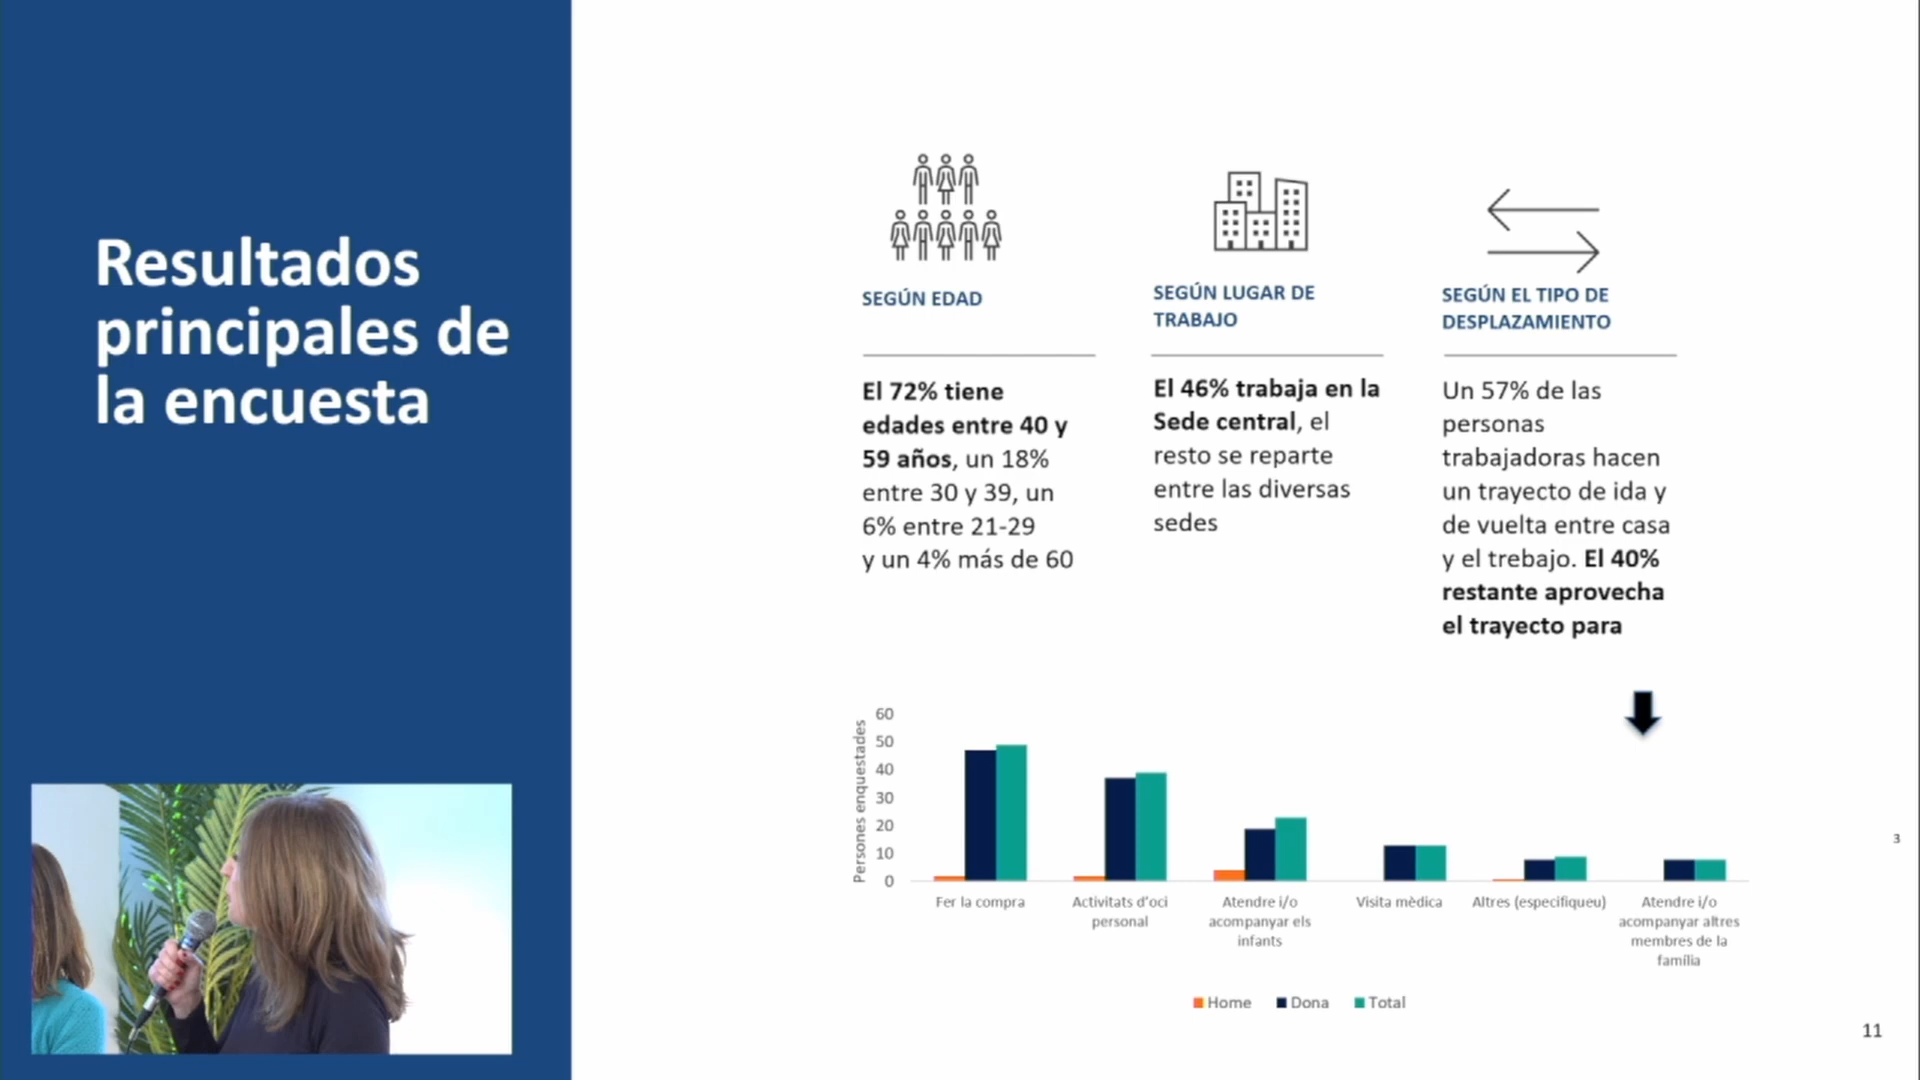 Resultados
principales de
la encuesta
SEGÚN EDAD
El 72% tiene
edades entre 40 y
59 años, un 18%
entre 30 y 39, un
6% entre 21-29
y un 4% más de 60
SEGÚN LUGAR DE
TRABAJO
El 46% trabaja en la
Sede central, el
resto se reparte
entre las diversas
sedes
SEGÚN EL TIPO DE
DESPLAZAMIENTO
Un 57% de las
personas
trabajadoras hacen
un trayecto de ida y
de vuelta entre casa
y el trebajo. El 40%
restante aprovecha
el trayecto para
Persones enquestades
60
50
40
30
20
10
0
Fer la compra
Activitats d'oci
personal
Atendre i/o
acompanyar els
infants
Visita mèdica
Altres (especifiqueu)
Atendre i/o
acompanyar altres
membres de la
família
Home Dona Total
3
11